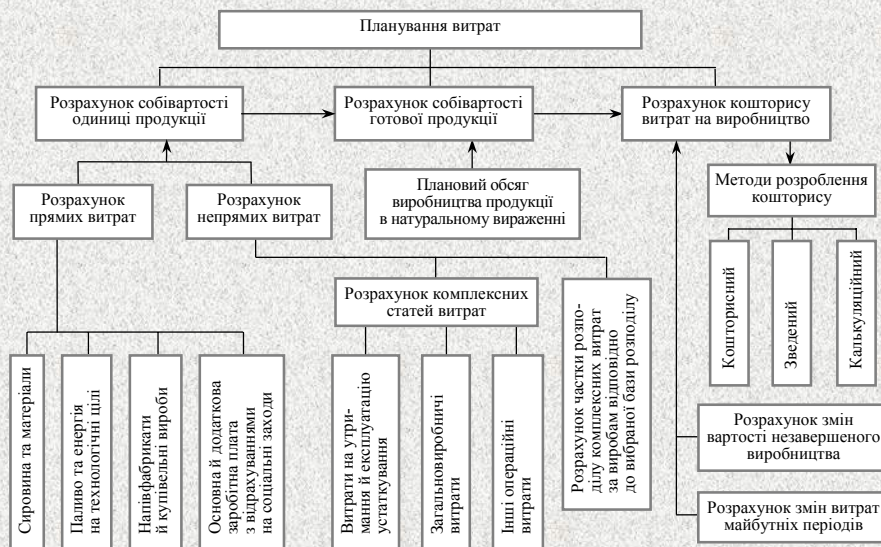 Планування витрат
Розрахунок собівартості
одиниці продукції
Розрахунок собівартості
готової продукції
Розрахунок кошторису
витрат на виробництво
Розрахунок
прямих витрат
Розрахунок
непрямих витрат
Плановий обсяг
виробництва продукції
в натуральному вираженні
Методи розроблення
кошторису
Розрахунок комплексних
статей витрат
Кошторисний
Зведений
Калькуляційний
Сировина та матеріали
Паливо та енергія
на технологічні цілі
Напівфабрикати
й купівельні вироби
Основна й додаткова
заробітна плата
з відрахуваннями
на соціальні заходи
Витрати на утри-
мання й експлуатацію
устаткування
Загальновиробничі
витрати
Інші операційні
витрати
Розрахунок частки розпо-
ділу комплексних витрат
за виробам відповідно
до вибраної бази розподілу
Розрахунок змін
вартості незавершеного
виробництва
Розрахунок змін витрат
майбутніх періодів